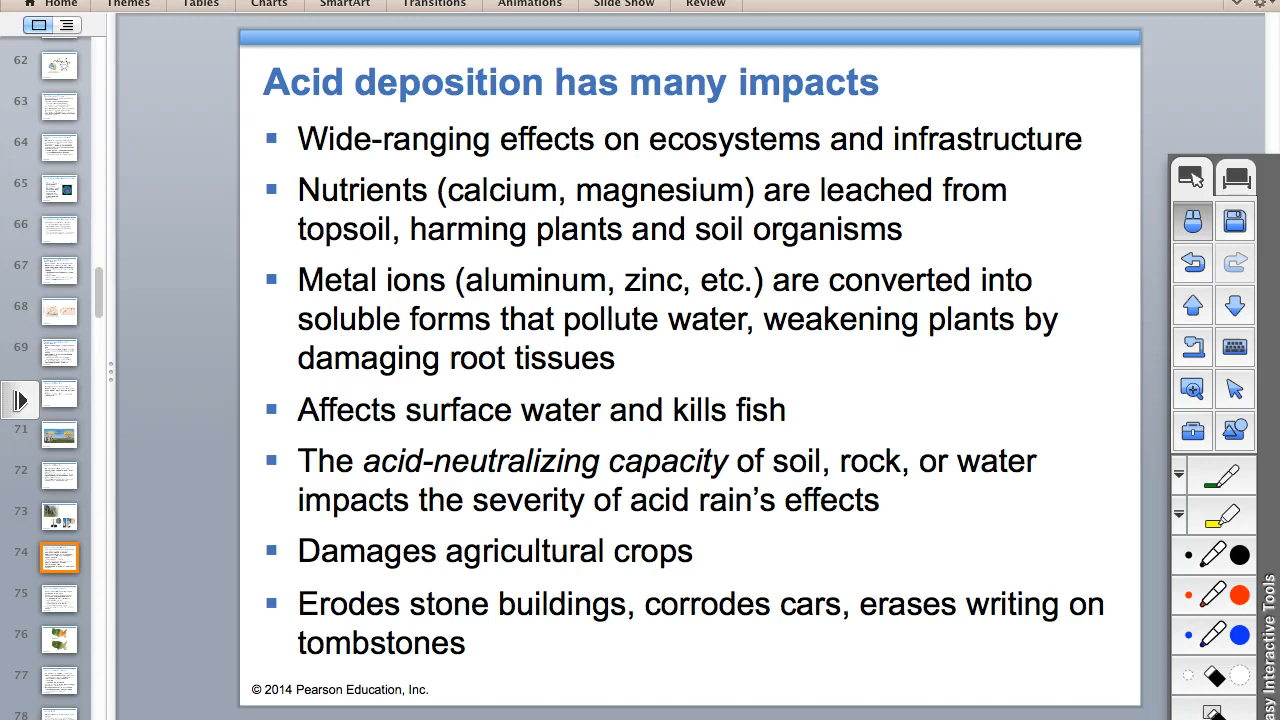 Home Themes Tables Charts SmartArt Transitions Animations Slide Show Review
62
63
64
65
66
67
68
69
71
72
73
74
75
76
77
78
Acid deposition has many impacts
Wide-ranging effects on ecosystems and infrastructure
Nutrients (calcium, magnesium) are leached from
topsoil, harming plants and soil organisms
Metal ions (aluminum, zinc, etc.) are converted into
soluble forms that pollute water, weakening plants by
damaging root tissues
Affects surface water and kills fish
The acid-neutralizing capacity of soil, rock, or water
impacts the severity of acid rain’s effects
Damages agricultural crops
Erodes stone buildings, corrodes cars, erases writing on
tombstones
© 2014 Pearson Education, Inc.
Interactive Tools